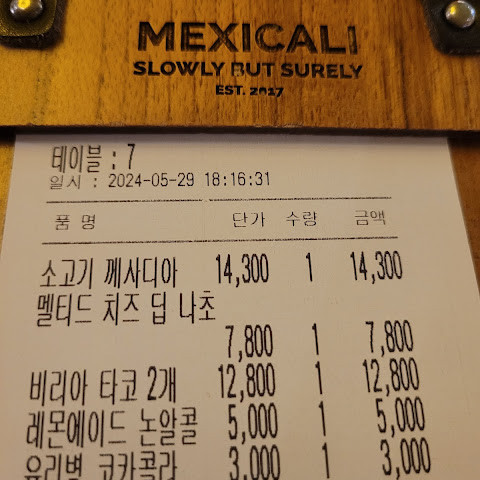 MEXICALI
SLOWLY BUT SURELY
EST. 2017
테이블 : 7
일시 : 2024-05-29 18:16:31
품 명 단가 수량 금액
소고기 께사디아 14,300 1 14,300
멜티드 치즈 딥 나초
7,800 1 7,800
비리아 타코 2개 12,800 1 12,800
레몬에이드 논알콜 5,000 1 5,000
유리병 코카콜라 3,000 1 3,000